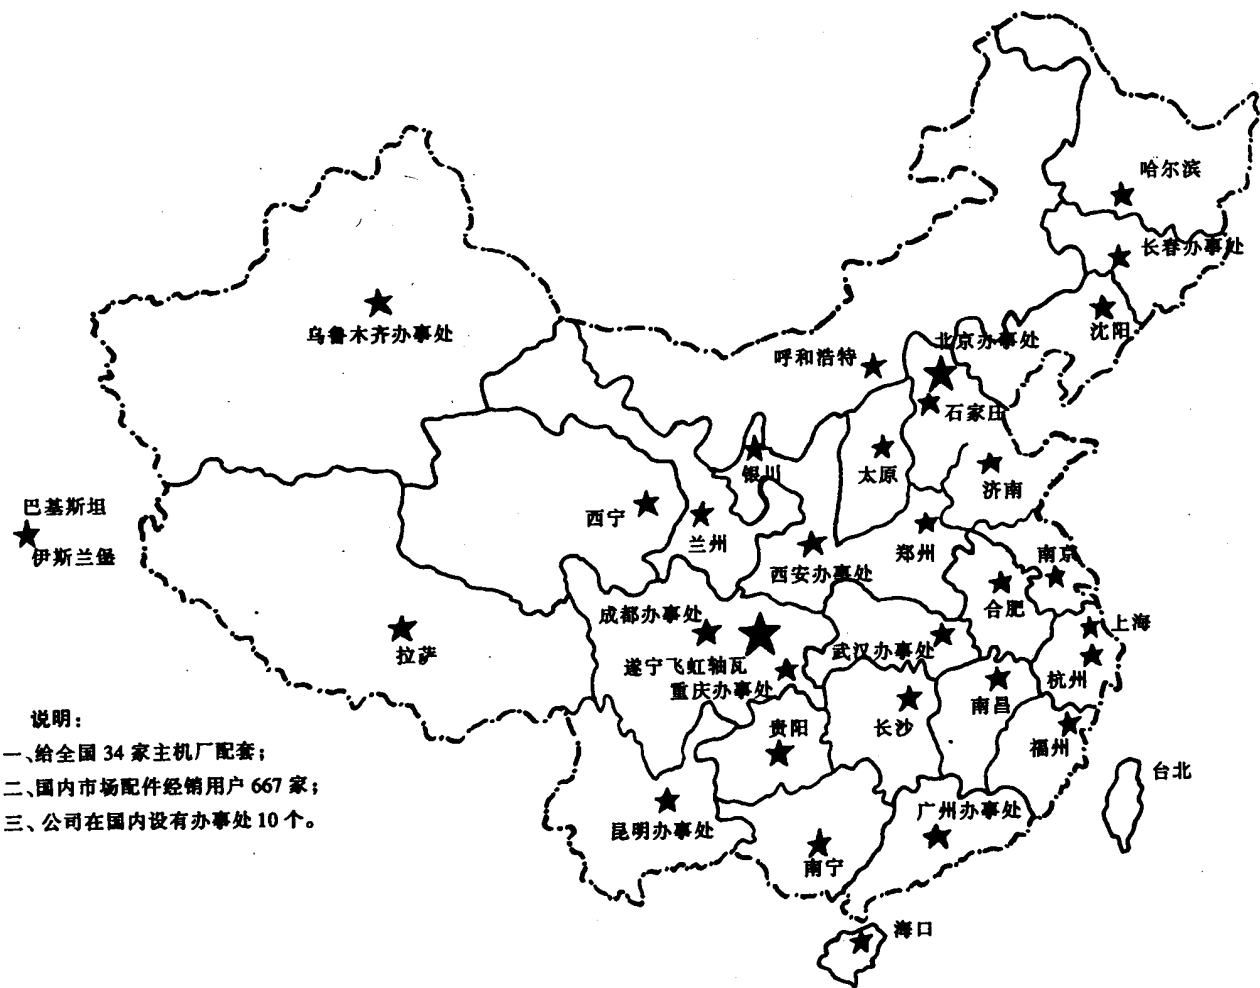 哈尔滨
长春办事处
沈阳
乌鲁木齐办事处
北京办事处
呼和浩特
石家庄
银川
太原
济南
巴基斯坦
伊斯兰堡
西宁
兰州
郑州
西安办事处
南京
合肥
成都办事处
上海
拉萨
武汉办事处
遂宁飞虹轴瓦
重庆办事处
杭州
南昌
贵阳
长沙
福州
说明：
一、给全国 34 家主机厂配套；
二、国内市场配件经销用户 667 家；
三、公司在国内设有办事处 10 个。
台北
广州办事处
昆明办事处
南宁
海口